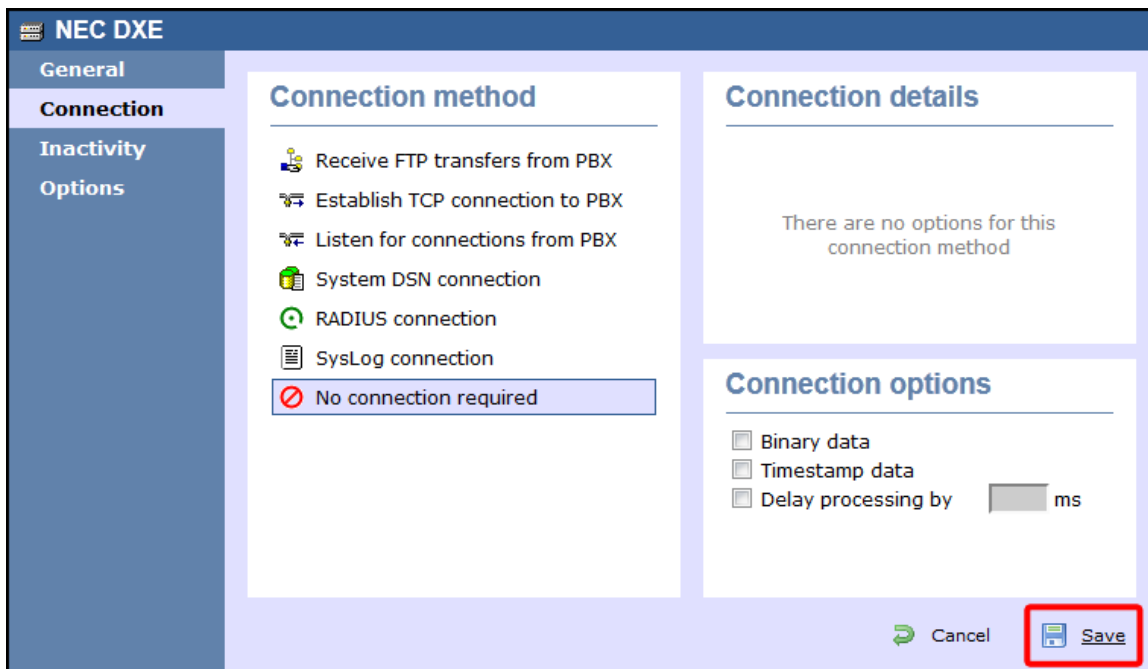 NEC DXE
General
Connection
Inactivity
Options
Connection method
Receive FTP transfers from PBX
Establish TCP connection to PBX
Listen for connections from PBX
System DSN connection
RADIUS connection
SysLog connection
No connection required
Connection details
There are no options for this
connection method
Connection options
Binary data
Timestamp data
Delay processing by ms
Cancel
Save